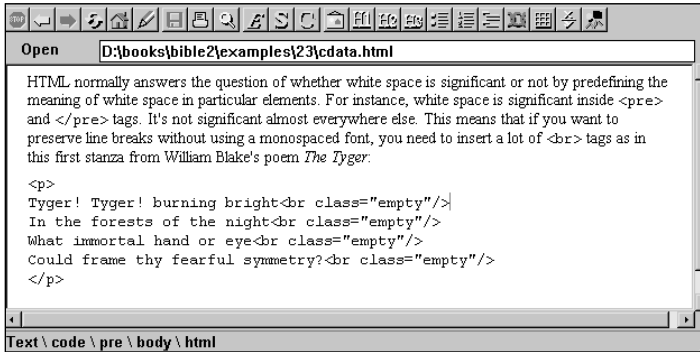 STOP E S C H1 H2 H3
Open D:\books\bible2\examples\23\cdata.html
HTML normally answers the question of whether white space is significant or not by predefining the
meaning of white space in particular elements. For instance, white space is significant inside <pre>
and </pre> tags. It's not significant almost everywhere else. This means that if you want to
preserve line breaks without using a monospaced font, you need to insert a lot of <br> tags as in
this first stanza from William Blake's poem The Tyger:
<p>
Tyger! Tyger! burning bright<br class="empty"/>
In the forests of the night<br class="empty"/>
What immortal hand or eye<br class="empty"/>
Could frame thy fearful symmetry?<br class="empty"/>
</p>
Text \ code \ pre \ body \ html